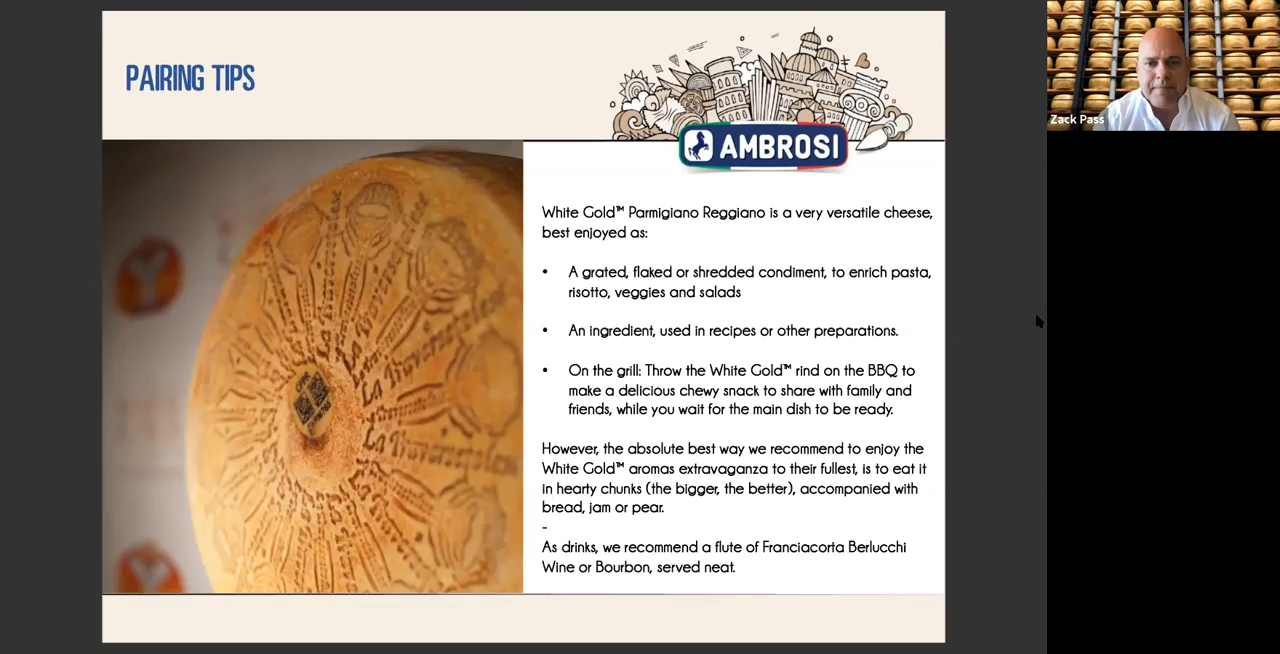 PAIRING TIPS
AMBROSI
Zack Pass
White Gold™ Parmigiano Reggiano is a very versatile cheese,
best enjoyed as:
• A grated, flaked or shredded condiment, to enrich pasta,
risotto, veggies and salads
• An ingredient, used in recipes or other preparations.
• On the grill: Throw the White Gold™ rind on the BBQ to
make a delicious chewy snack to share with family and
friends, while you wait for the main dish to be ready.
However, the absolute best way we recommend to enjoy the
White Gold™ aromas extravaganza to their fullest, is to eat it
in hearty chunks (the bigger, the better), accompanied with
bread, jam or pear.
-
As drinks, we recommend a flute of Franciacorta Berlucchi
Wine or Bourbon, served neat.
La Traversetolese
La